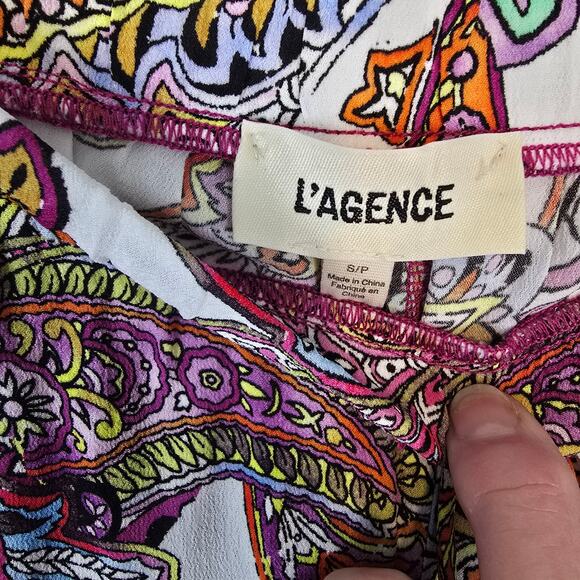 L'AGENCE
S/P
Made in China
Fabriqué en
Chine